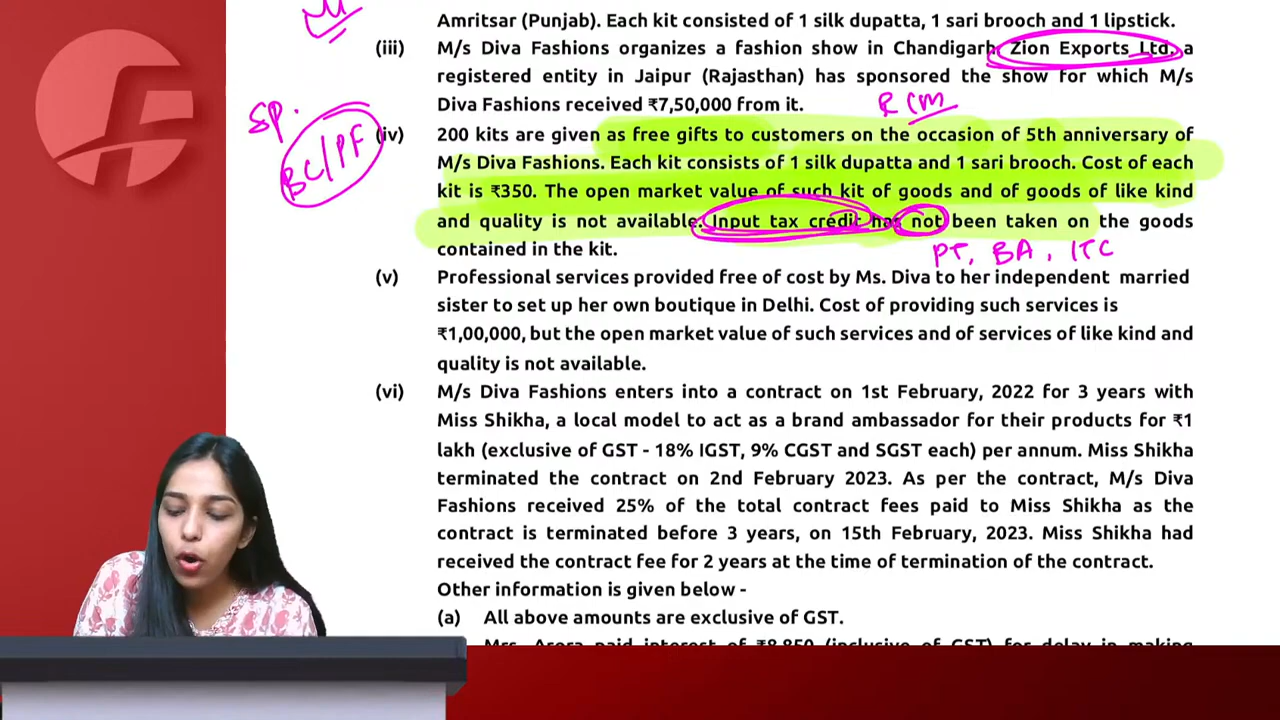 Amritsar (Punjab). Each kit consisted of 1 silk dupatta, 1 sari brooch and 1 lipstick.
(iii) M/s Diva Fashions organizes a fashion show in Chandigarh. Zion Exports Ltd. a
registered entity in Jaipur (Rajasthan) has sponsored the show for which M/s
Diva Fashions received ₹7,50,000 from it.
RCM
SP.
BC/PF
(iv) 200 kits are given as free gifts to customers on the occasion of 5th anniversary of
M/s Diva Fashions. Each kit consists of 1 silk dupatta and 1 sari brooch. Cost of each
kit is ₹350. The open market value of such kit of goods and of goods of like kind
and quality is not available. Input tax credit has not been taken on the goods
contained in the kit.
PT, BA, ITC
(v) Professional services provided free of cost by Ms. Diva to her independent married
sister to set up her own boutique in Delhi. Cost of providing such services is
₹1,00,000, but the open market value of such services and of services of like kind and
quality is not available.
(vi) M/s Diva Fashions enters into a contract on 1st February, 2022 for 3 years with
Miss Shikha, a local model to act as a brand ambassador for their products for ₹1
lakh (exclusive of GST - 18% IGST, 9% CGST and SGST each) per annum. Miss Shikha
terminated the contract on 2nd February 2023. As per the contract, M/s Diva
Fashions received 25% of the total contract fees paid to Miss Shikha as the
contract is terminated before 3 years, on 15th February, 2023. Miss Shikha had
received the contract fee for 2 years at the time of termination of the contract.
Other information is given below -
(a) All above amounts are exclusive of GST.
Mrs. Arora paid interest of ₹8,850 (inclusive of GST) for delay in making